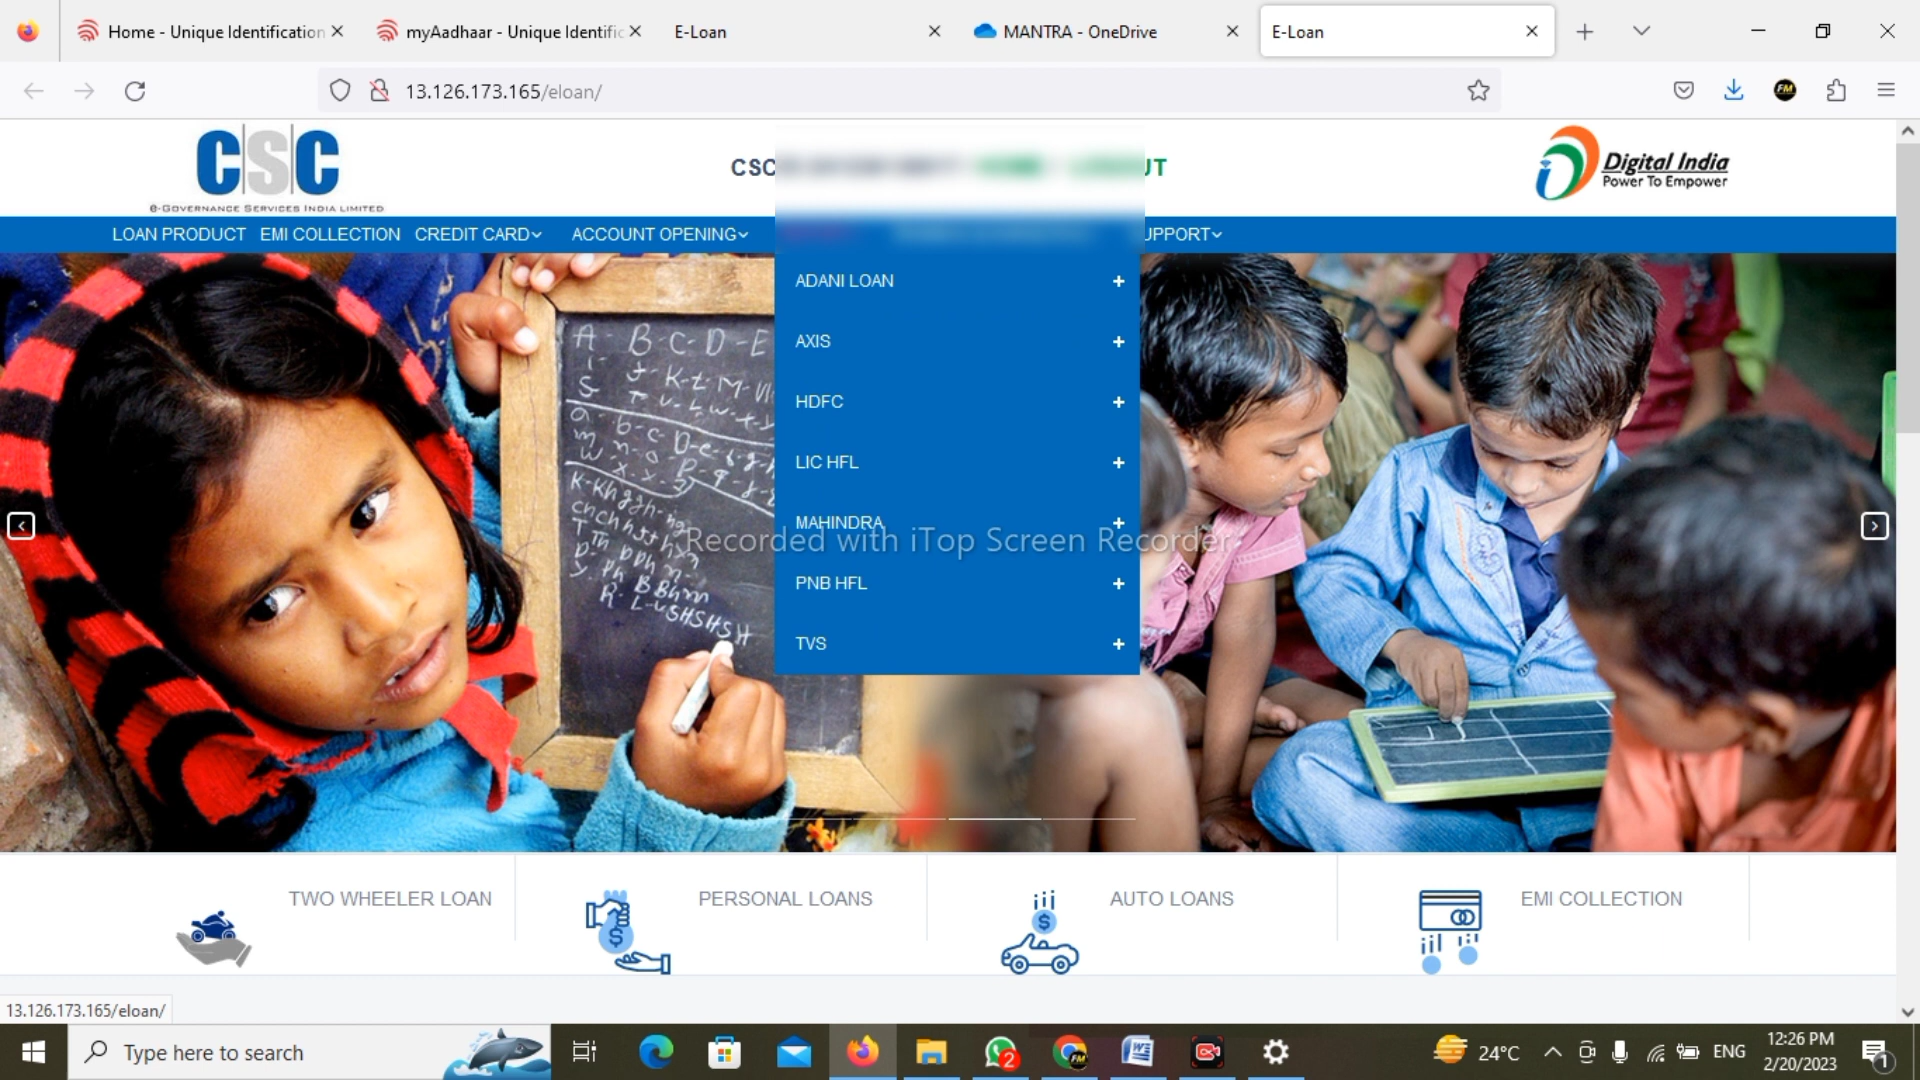 Home - Unique Identification
myAadhaar - Unique Identific
E-Loan
MANTRA - OneDrive
E-Loan
13.126.173.165/eloan/
FM
CSC
e-Governance Services India Limited
CSC
UT
Digital India
Power To Empower
LOAN PRODUCT EMI COLLECTION CREDIT CARD ACCOUNT OPENING
UPPORT
ADANI LOAN +
AXIS +
HDFC +
LIC HFL +
MAHINDRA +
PNB HFL +
TVS +
A - B - C - D - E
Recorded with iTop Screen Recorder
TWO WHEELER LOAN
PERSONAL LOANS
AUTO LOANS
EMI COLLECTION
13.126.173.165/eloan/
Type here to search
2
FM
24°C
ENG
12:26 PM
2/20/2023
1